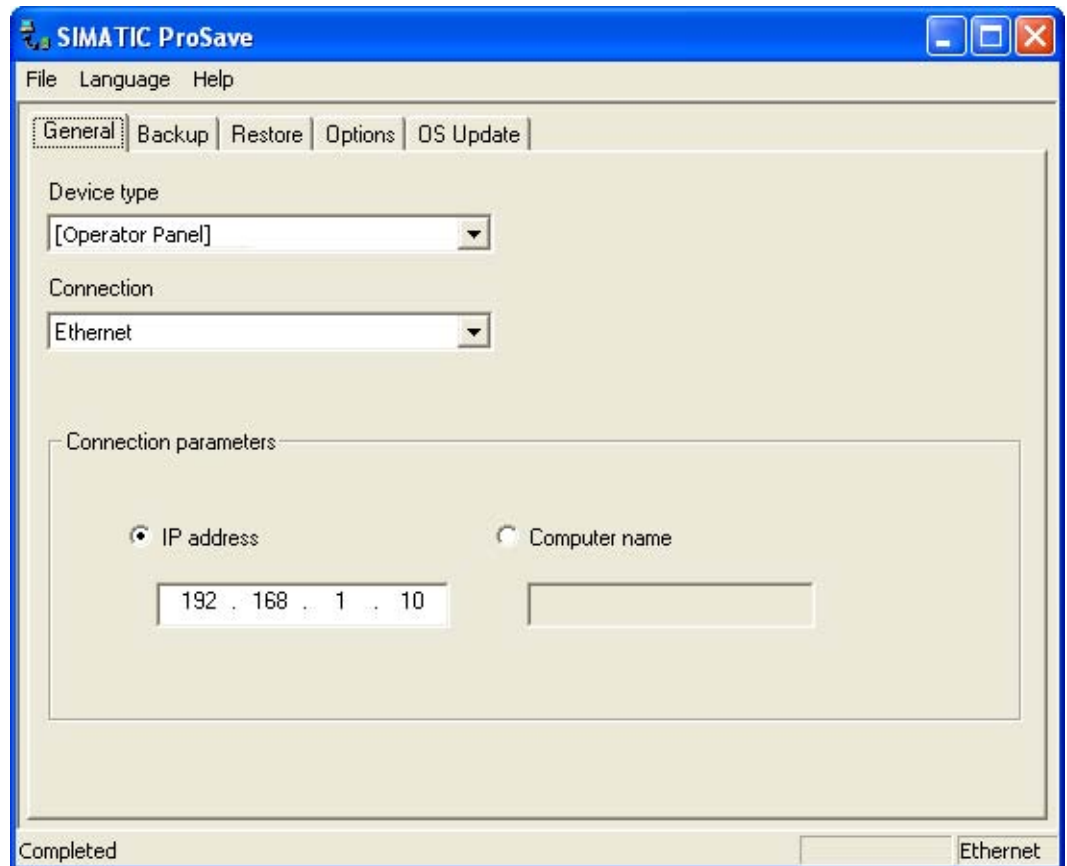 SIMATIC ProSave
File Language Help
General Backup Restore Options OS Update
Device type
[Operator Panel]
Connection
Ethernet
Connection parameters
IP address Computer name
192 . 168 . 1 . 10
Completed Ethernet